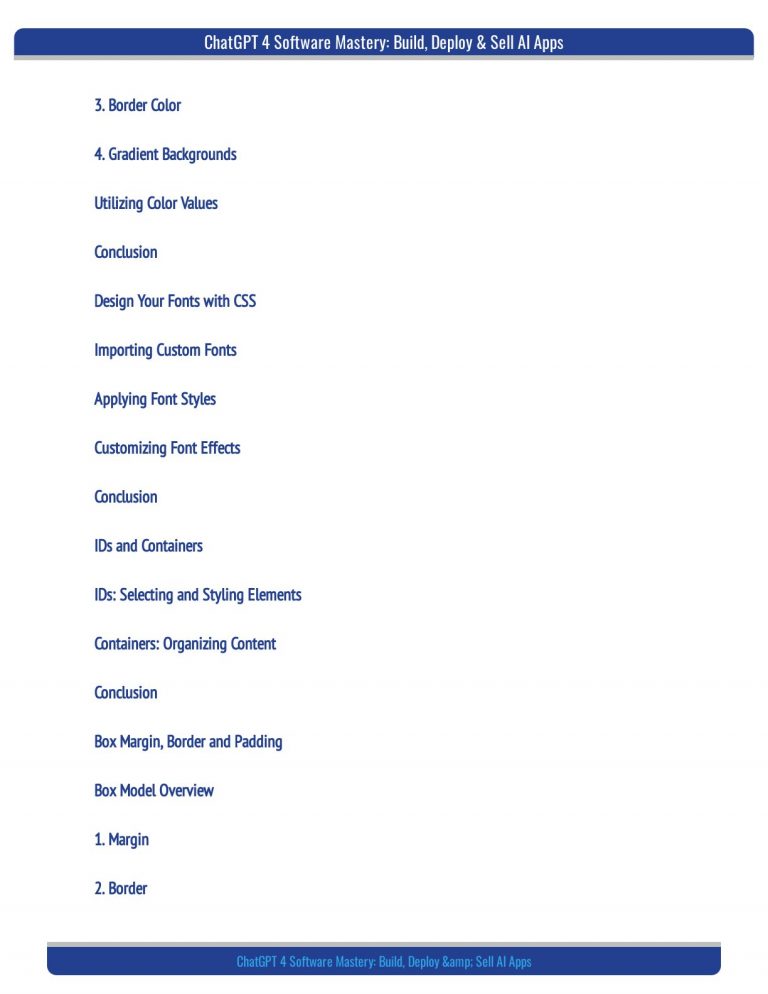 ChatGPT 4 Software Mastery: Build, Deploy & Sell AI Apps
3. Border Color
4. Gradient Backgrounds
Utilizing Color Values
Conclusion
Design Your Fonts with CSS
Importing Custom Fonts
Applying Font Styles
Customizing Font Effects
Conclusion
IDs and Containers
IDs: Selecting and Styling Elements
Containers: Organizing Content
Conclusion
Box Margin, Border and Padding
Box Model Overview
1. Margin
2. Border
ChatGPT 4 Software Mastery: Build, Deploy &amp; Sell AI Apps